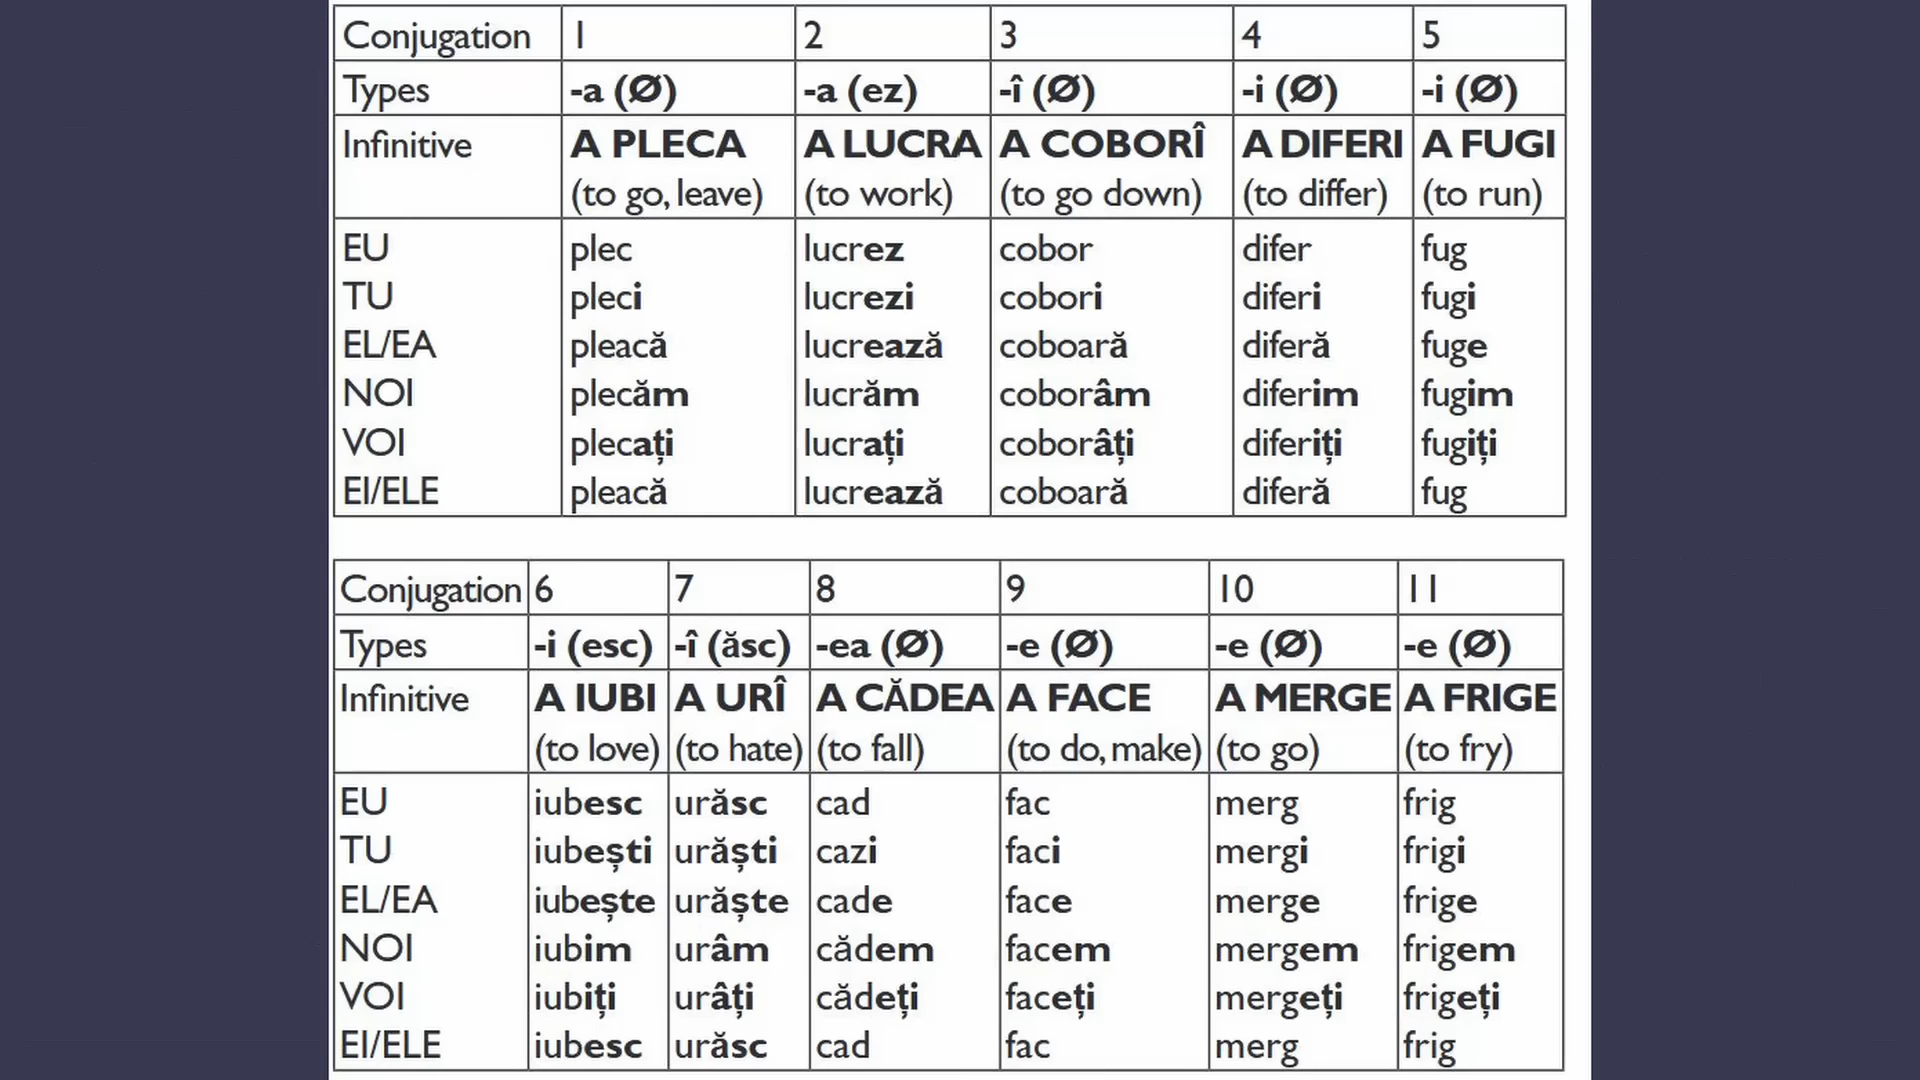 Conjugation 1 2 3 4 5
Types -a (Ø) -a (ez) -î (Ø) -i (Ø) -i (Ø)
Infinitive A PLECA A LUCRA A COBORÎ A DIFERI A FUGI
(to go, leave) (to work) (to go down) (to differ) (to run)
EU plec lucrez cobor difer fug
TU pleci lucrezi cobori diferi fugi
EL/EA pleacă lucrează coboară diferă fuge
NOI plecăm lucrăm coborâm diferim fugim
VOI plecați lucrați coborâți diferiți fugiți
EI/ELE pleacă lucrează coboară diferă fug
Conjugation 6 7 8 9 10 11
Types -i (esc) -î (ăsc) -ea (Ø) -e (Ø) -e (Ø) -e (Ø)
Infinitive A IUBI A URÎ A CĂDEA A FACE A MERGE A FRIGE
(to love) (to hate) (to fall) (to do, make) (to go) (to fry)
EU iubesc urăsc cad fac merg frig
TU iubești urăști cazi faci mergi frigi
EL/EA iubește urăște cade face merge frige
NOI iubim urâm cădem facem mergem frigem
VOI iubiți urâți cădeți faceți mergeți frigeți
EI/ELE iubesc urăsc cad fac merg frig